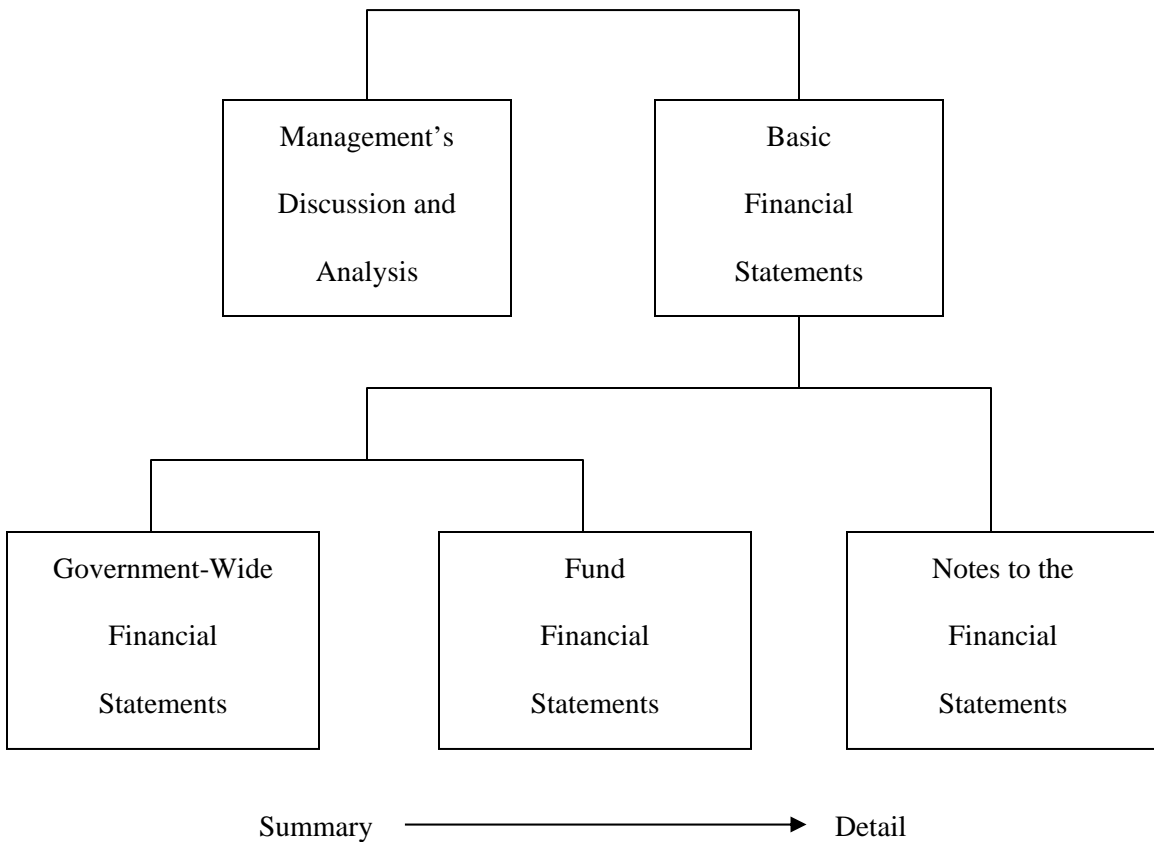 Management’s
Discussion and
Analysis
Basic
Financial
Statements
Government-Wide
Financial
Statements
Fund
Financial
Statements
Notes to the
Financial
Statements
Summary
Detail